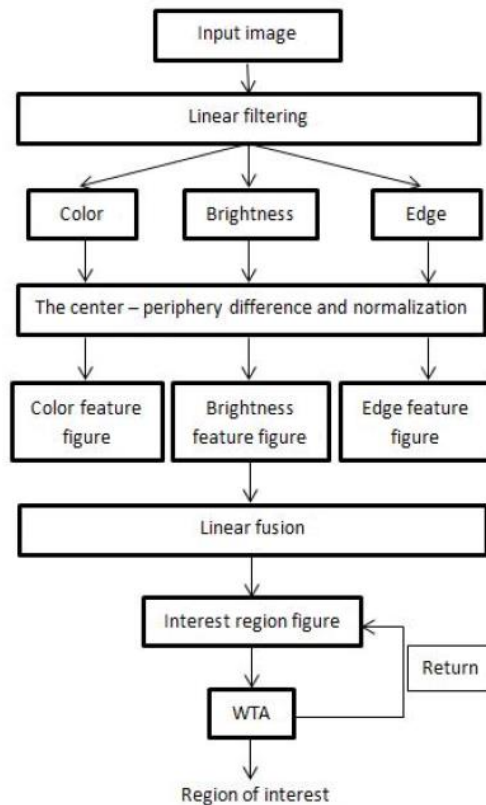 Input image
Linear filtering
Color
Brightness
Edge
The center – periphery difference and normalization
Color feature
figure
Brightness
feature figure
Edge feature
figure
Linear fusion
Interest region figure
Return
WTA
Region of interest